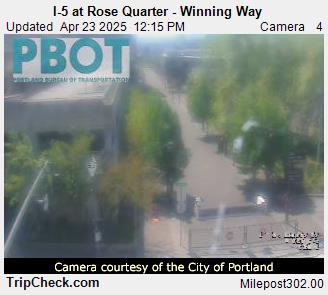 I-5 at Rose Quarter - Winning Way
Updated Apr 23 2025 12:15 PM Camera 4
PBOT
PORTLAND BUREAU OF TRANSPORTATION
Camera courtesy of the City of Portland
TripCheck.com Milepost302.00